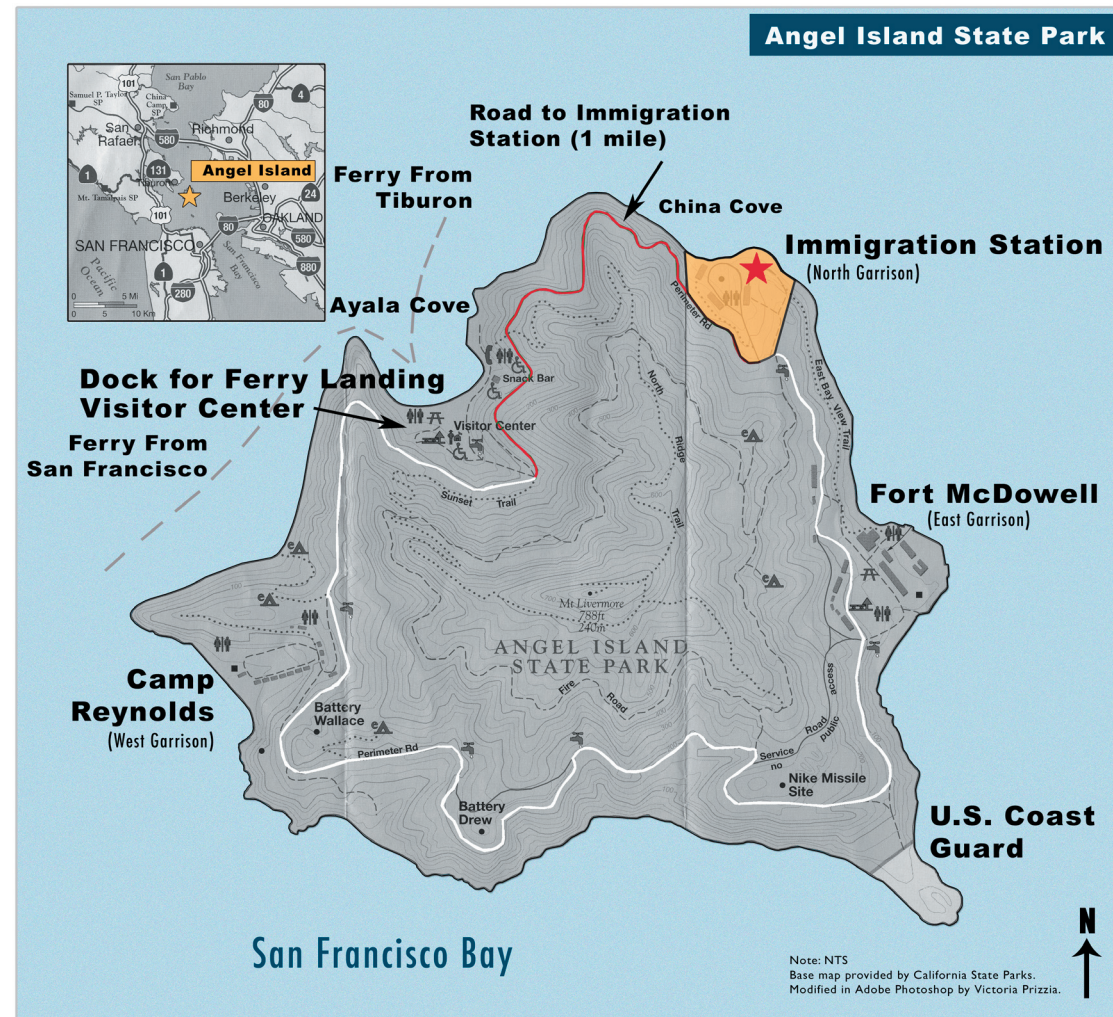 Angel Island State Park
San Pablo
Bay
101
Samuel P. Taylor
SP
China
Camp
SP
80
4
San
Rafael
Richmond
580
1
131
Tiburon
Angel Island
Mt. Tamalpais SP
101
Berkeley
24
80
OAKLAND
SAN FRANCISCO
580
880
San Francisco
Bay
Pacific
Ocean
1
280
0 5 Mi
0 5 10 Km
Road to Immigration
Station (1 mile)
Ferry From
Tiburon
China Cove
Immigration Station
(North Garrison)
Ayala Cove
Perimeter Rd
Dock for Ferry Landing
Visitor Center
Snack Bar
Visitor Center
Ferry From
San Francisco
North
Ridge
Trail
East Bay View Trail
Sunset Trail
Fort McDowell
(East Garrison)
e
e
e
e
e
Mt Livermore
788ft
240m
ANGEL ISLAND
STATE PARK
Fire Road
Camp
Reynolds
(West Garrison)
Battery
Wallace
Perimeter Rd
Service Road
no public access
Nike Missile
Site
Battery
Drew
U.S. Coast
Guard
San Francisco Bay
N
Note: NTS
Base map provided by California State Parks.
Modified in Adobe Photoshop by Victoria Prizzia.